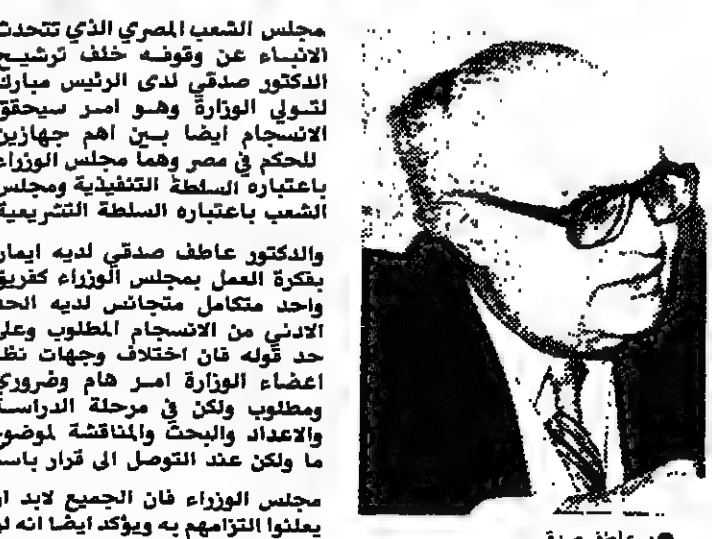 مجلس الشعب المصري الذي تتحدث
الانباء عن وقوفه خلف ترشيح
الدكتور صدقي لدى الرئيس مبارك
لتولي الوزارة وهو امر سيحقق
الانسجام ايضا بين اهم جهازين
للحكم في مصر وهما مجلس الوزراء
باعتباره السلطة التنفيذية ومجلس
الشعب باعتباره السلطة التشريعية
والدكتور عاطف صدقي لديه ايمان
بفكرة العمل بمجلس الوزراء كفريق
واحد متكامل متجانس لديه الحد
الادني من الانسجام المطلوب وعلى
حد قوله فان اختلاف وجهات نظر
اعضاء الوزارة امر هام وضروري
ومطلوب ولكن في مرحلة الدراسة
والاعداد والبحث والمناقشة لموضوع
ما ولكن عند التوصل الى قرار باسم
مجلس الوزراء فان الجميع لابد ان
يعلنوا التزامهم به ويؤكد ايضا انه
د. عاطف صدقي